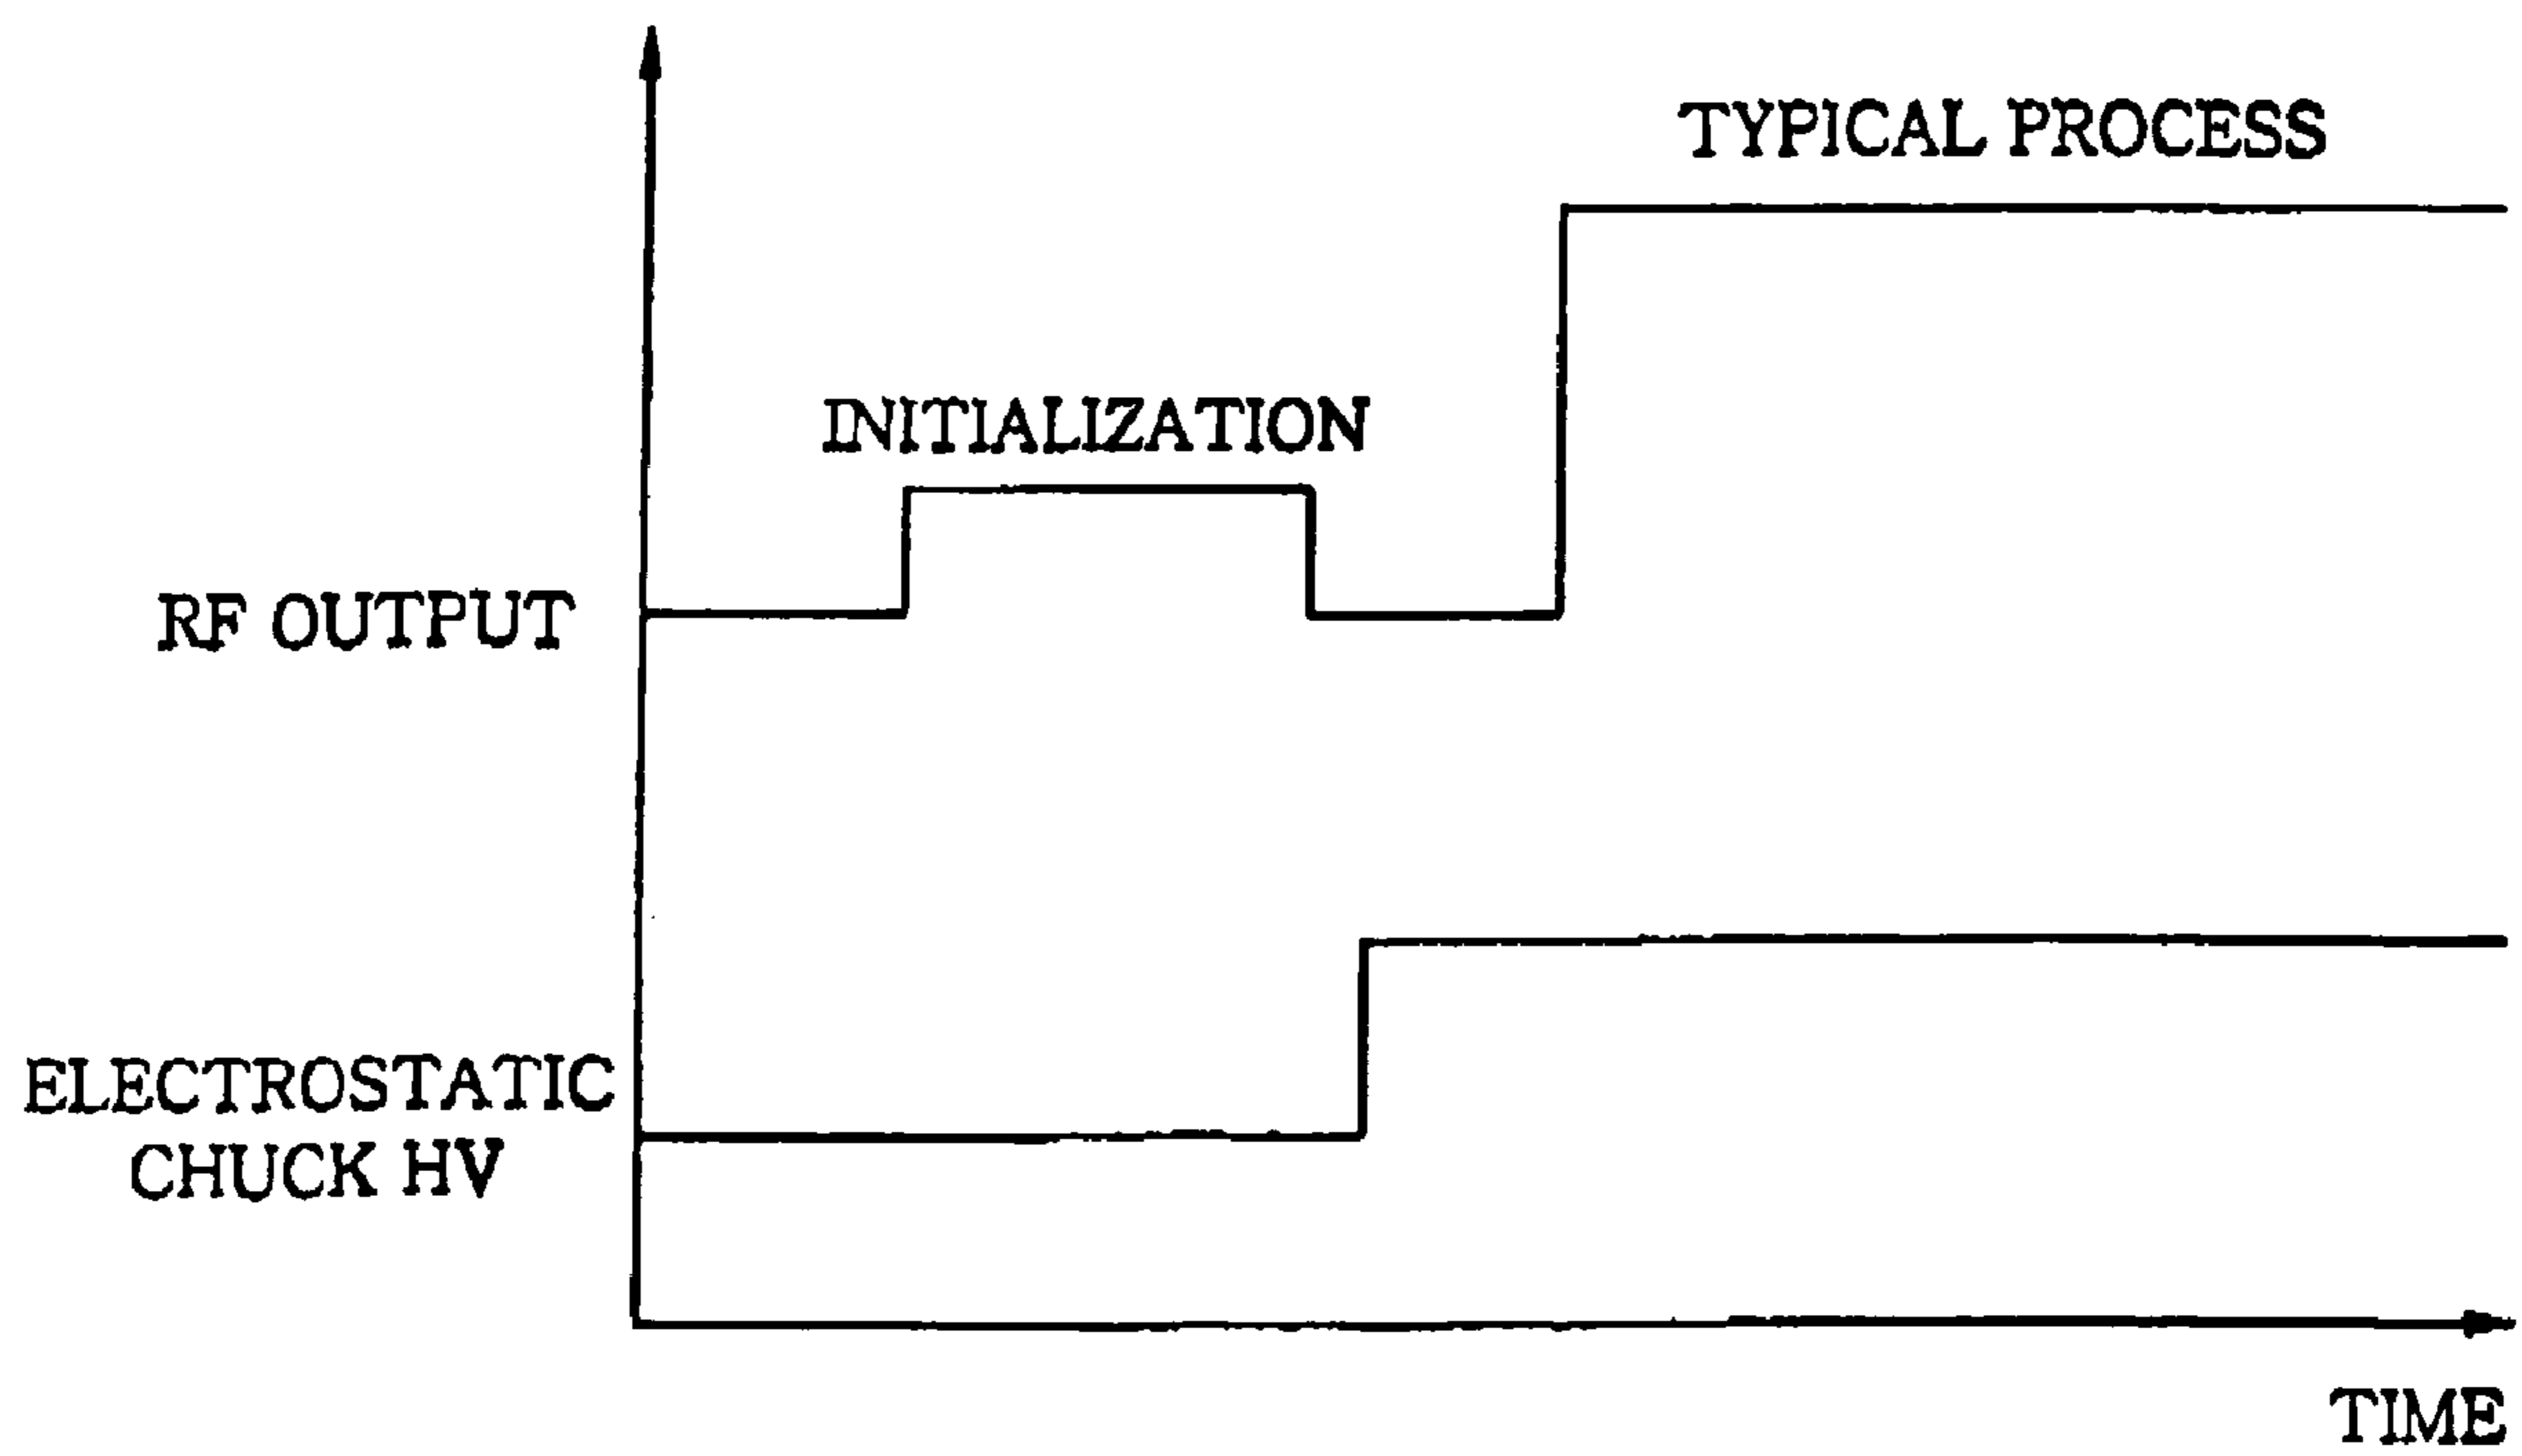 TYPICAL PROCESS
INITIALIZATION
RF OUTPUT
ELECTROSTATIC
CHUCK HV
TIME